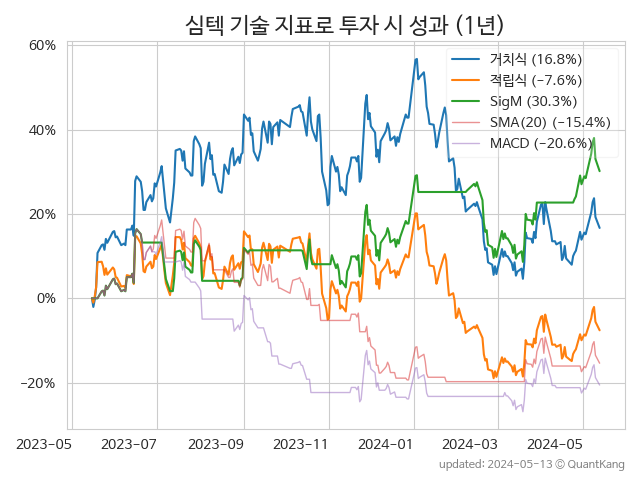 심텍 기술 지표로 투자 시 성과 (1년)
60%
40%
20%
0%
−20%
거치식 (16.8%)
적립식 (−7.6%)
SigM (30.3%)
SMA(20) (−15.4%)
MACD (−20.6%)
2023-05 2023-07 2023-09 2023-11 2024-01 2024-03 2024-05
updated: 2024-05-13 © QuantKang